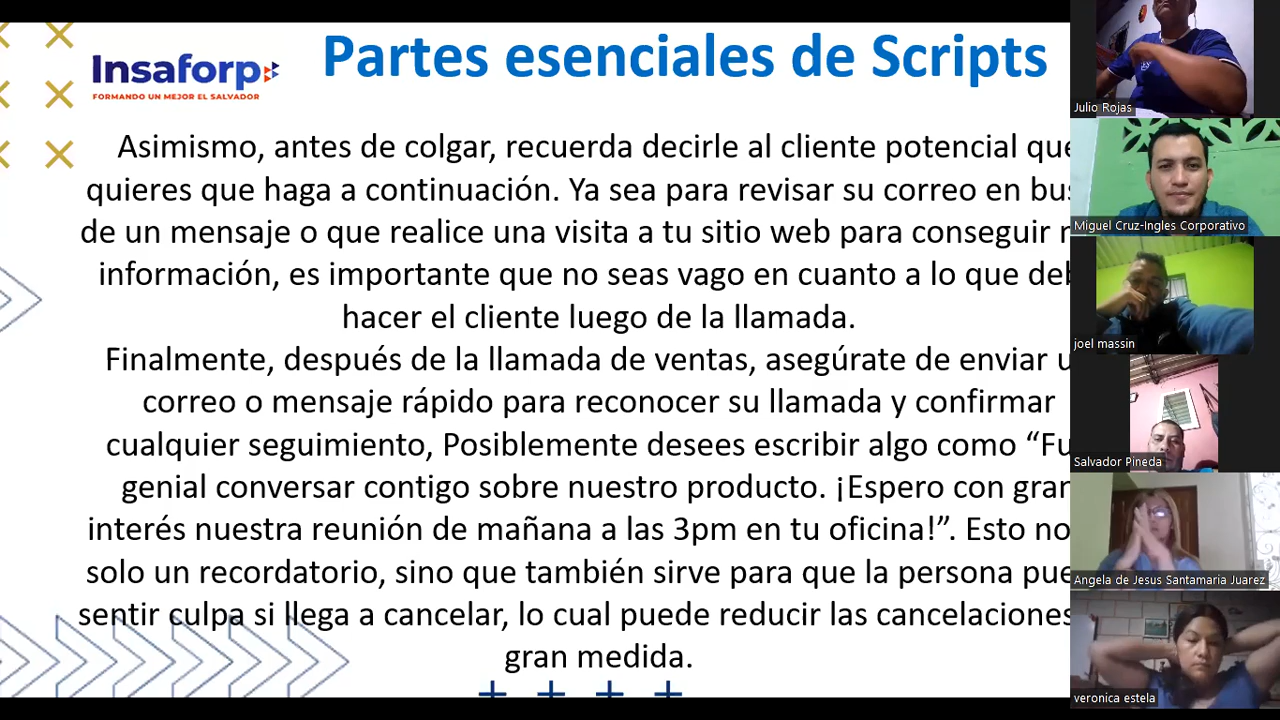 Partes esenciales de Scripts
Insaforp
FORMANDO UN MEJOR EL SALVADOR
Asimismo, antes de colgar, recuerda decirle al cliente potencial que
quieres que haga a continuación. Ya sea para revisar su correo en
de un mensaje o que realice una visita a tu sitio web para conseguir
información, es importante que no seas vago en cuanto a lo que
hacer el cliente luego de la llamada.
Finalmente, después de la llamada de ventas, asegúrate de enviar
correo o mensaje rápido para reconocer su llamada y confirmar
cualquier seguimiento, Posiblemente desees escribir algo como
genial conversar contigo sobre nuestro producto. ¡Espero con gran
interés nuestra reunión de mañana a las 3pm en tu oficina!”. Esto no
solo un recordatorio, sino que también sirve para que la persona
sentir culpa si llega a cancelar, lo cual puede reducir las cancelaciones
gran medida.
Julio Rojas
Miguel Cruz-Ingles Corporativo
joel massin
Salvador Pineda
Angela de Jesus Santamaria Juarez
veronica estela